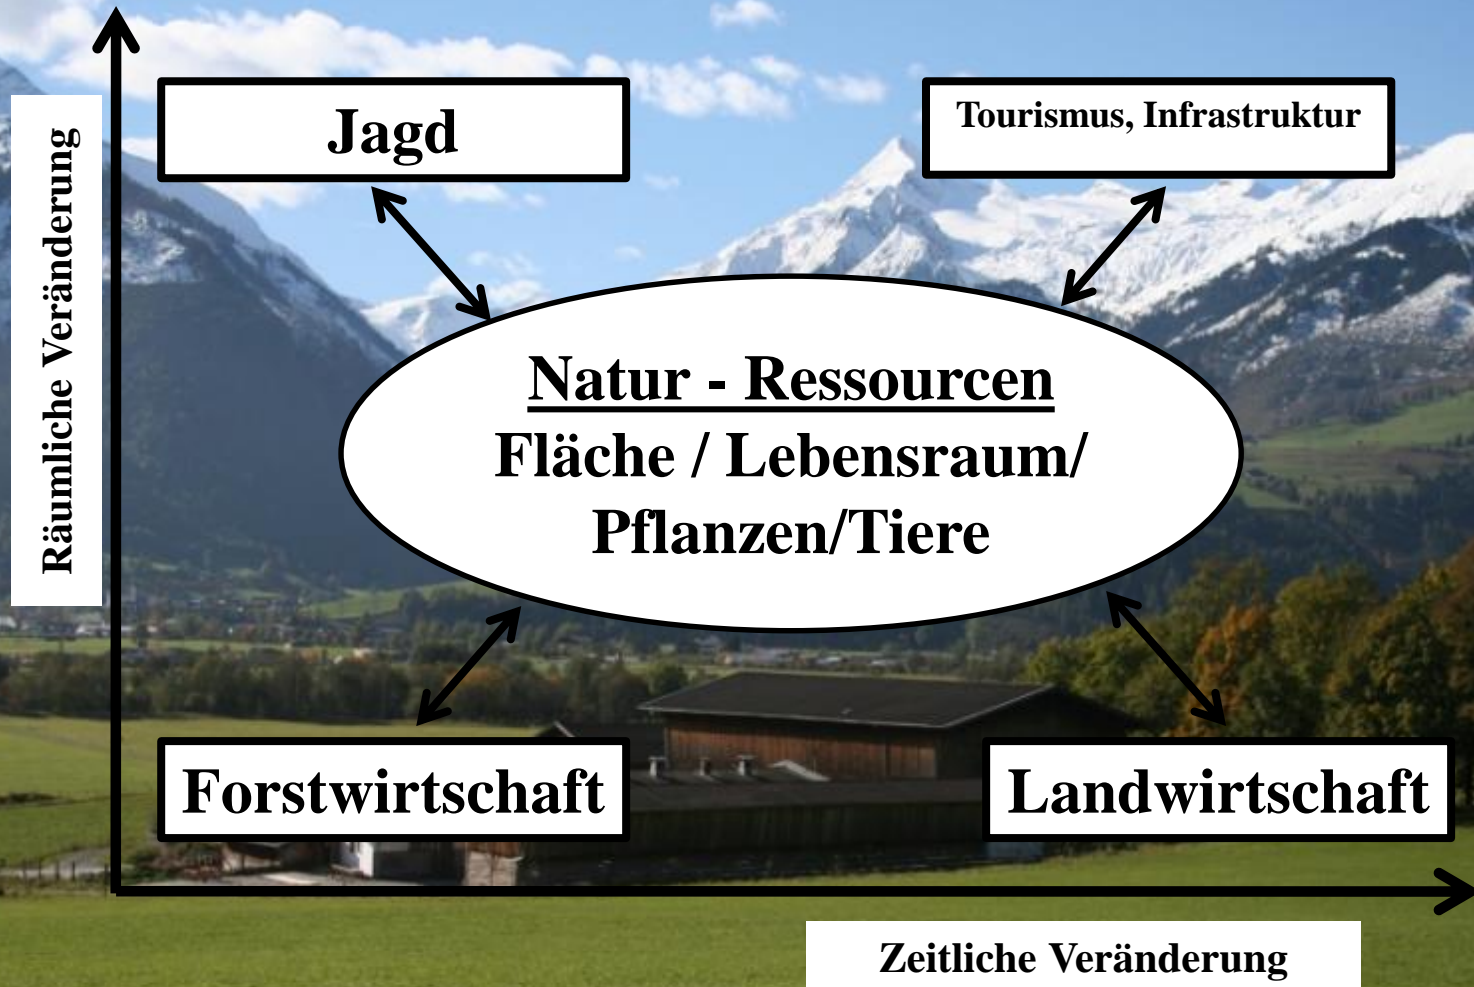 Jagd
Tourismus, Infrastruktur
Räumliche Veränderung
Natur - Ressourcen
Fläche / Lebensraum/
Pflanzen/Tiere
Forstwirtschaft
Landwirtschaft
Zeitliche Veränderung